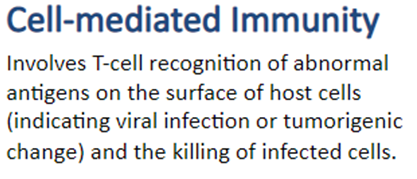 Cell-mediated Immunity
Involves T-cell recognition of abnormal
antigens on the surface of host cells
(indicating viral infection or tumorigenic
change) and the killing of infected cells.